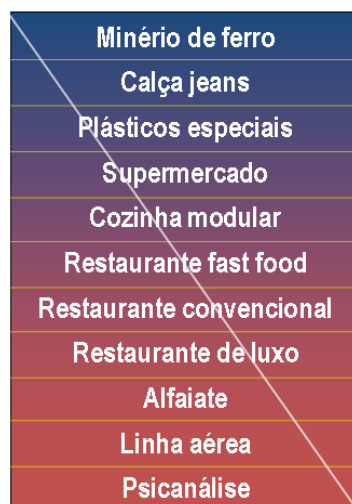 Minério de ferro
Calça jeans
Plásticos especiais
Supermercado
Cozinha modular
Restaurante fast food
Restaurante convencional
Restaurante de luxo
Alfaiate
Linha aérea
Psicanálise